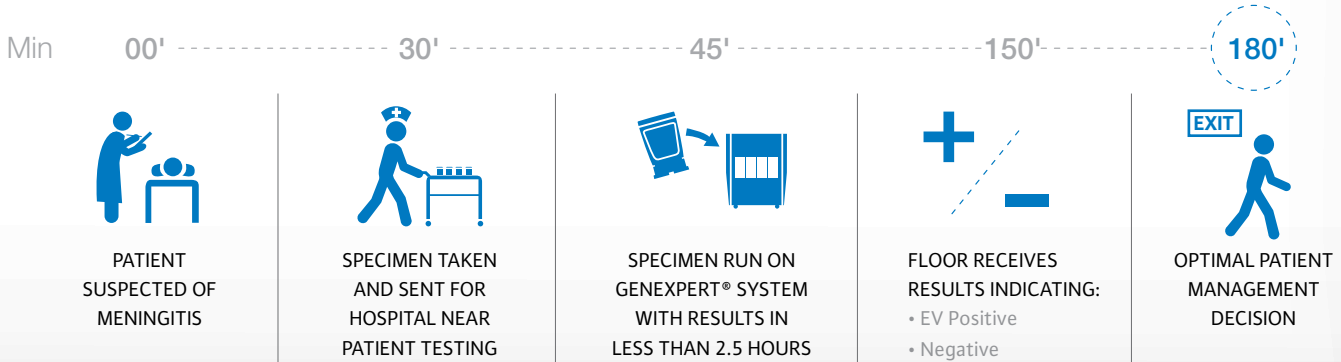 Min 00' 30' 45' 150' 180'
EXIT
PATIENT
SUSPECTED OF
MENINGITIS
SPECIMEN TAKEN
AND SENT FOR
HOSPITAL NEAR
PATIENT TESTING
SPECIMEN RUN ON
GENEXPERT® SYSTEM
WITH RESULTS IN
LESS THAN 2.5 HOURS
FLOOR RECEIVES
RESULTS INDICATING:
• EV Positive
• Negative
OPTIMAL PATIENT
MANAGEMENT
DECISION